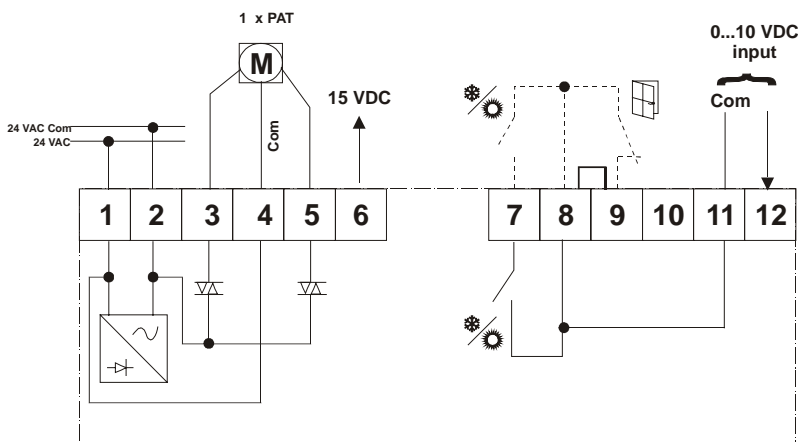 1 x PAT
M
15 VDC
Com
24 VAC Com
24 VAC
0...10 VDC
input
Com
1 2 3 4 5 6
7 8 9 10 11 12